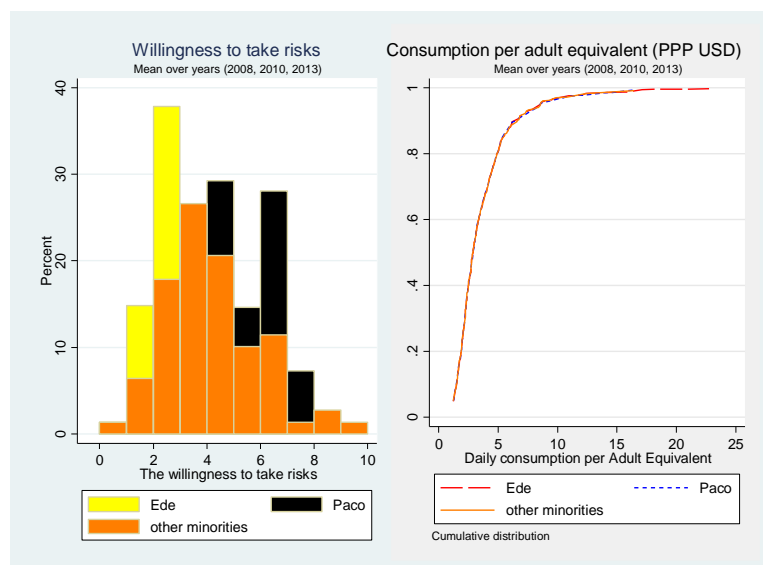 Willingness to take risks
Mean over years (2008, 2010, 2013)
Percent
40
30
20
10
0
0 2 4 6 8 10
The willingness to take risks
Ede Paco
other minorities
Consumption per adult equivalent (PPP USD)
Mean over years (2008, 2010, 2013)
1
.8
.6
.4
.2
0
0 5 10 15 20 25
Daily consumption per Adult Equivalent
Ede Paco
other minorities
Cumulative distribution